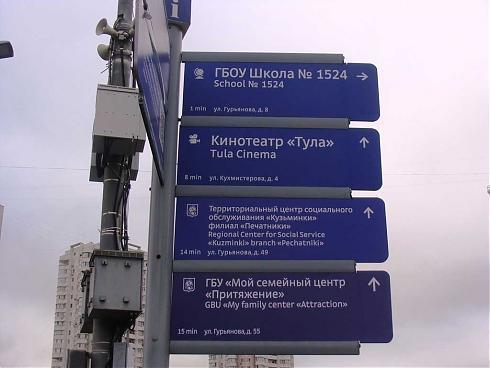 i
ГБОУ Школа № 1524
School № 1524
1 min ул. Гурьянова, д. 8
Кинотеатр «Тула»
Tula Cinema
8 min ул. Кухмистерова, д. 4
Территориальный центр социального
обслуживания «Кузьминки»
филиал «Печатники»
Regional Center for Social Service
«Kuzminki» branch «Pechatniki»
14 min ул. Гурьянова, д. 49
ГБУ «Мой семейный центр
«Притяжение»
GBU «My family center «Attraction»
15 min ул. Гурьянова, д. 55